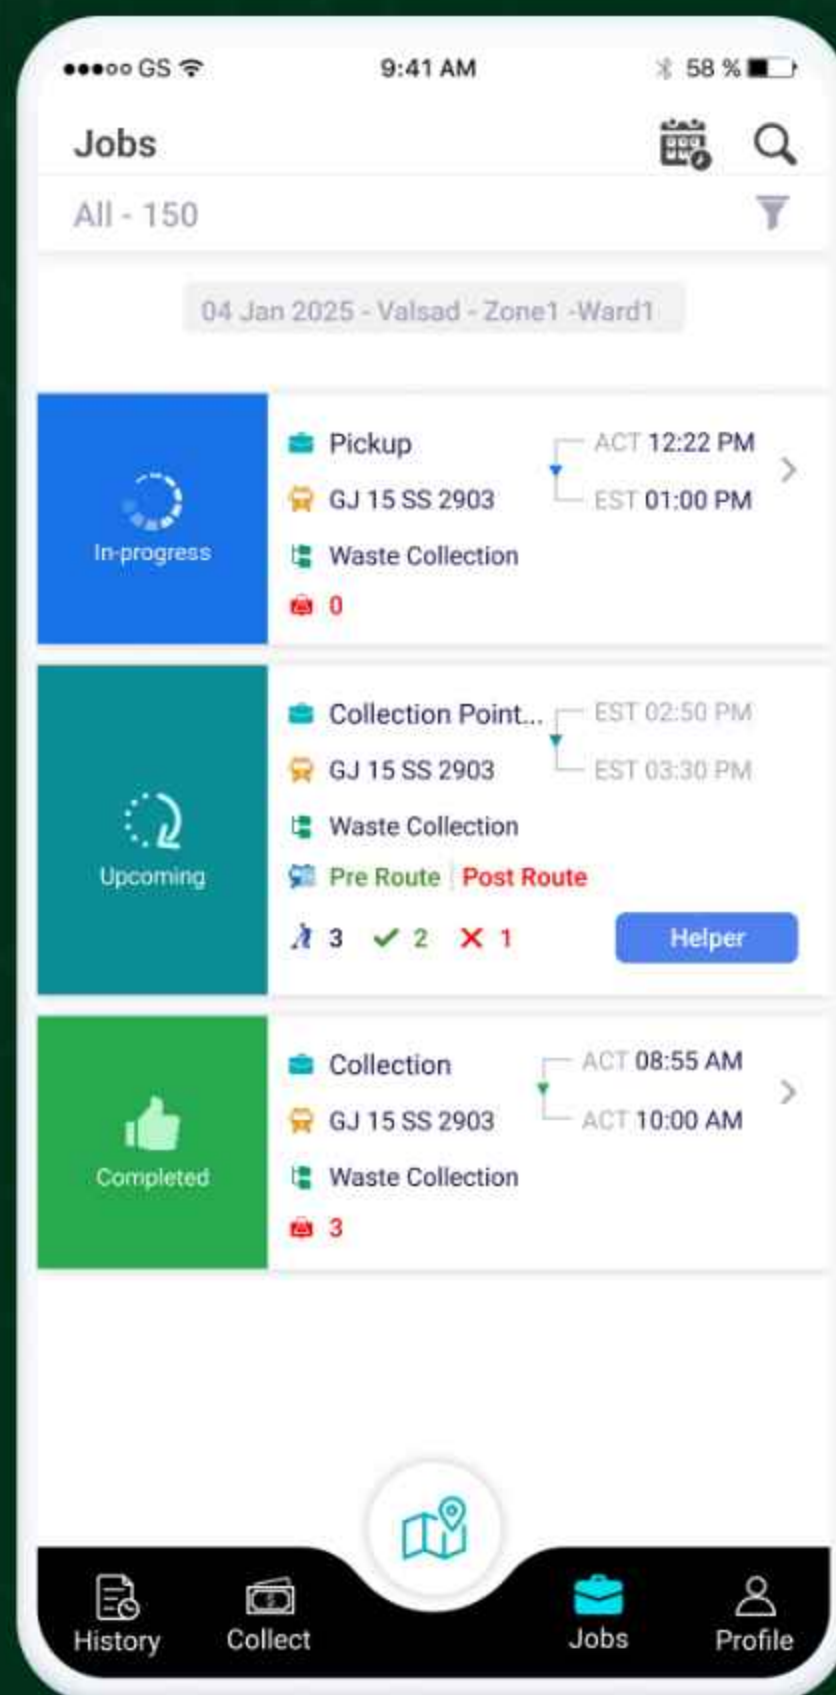 GS 9:41 AM 58 %
Jobs
All - 150
04 Jan 2025 - Valsad - Zone1 -Ward1
In-progress
Pickup ACT 12:22 PM
GJ 15 SS 2903 EST 01:00 PM
Waste Collection
0
Upcoming
Collection Point... EST 02:50 PM
GJ 15 SS 2903 EST 03:30 PM
Waste Collection
Pre Route Post Route
3 2 1 Helper
Completed
Collection ACT 08:55 AM
GJ 15 SS 2903 ACT 10:00 AM
Waste Collection
3
History Collect Jobs Profile